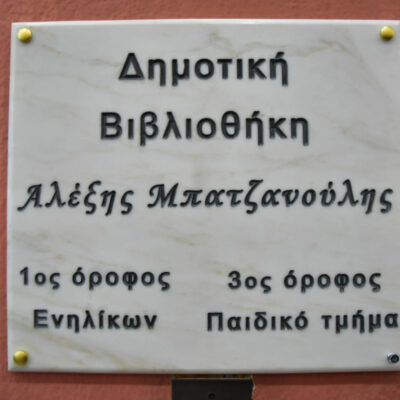 Δημοτική
Βιβλιοθήκη
Αλέξης Μπατζανούλης
1ος όροφος 3ος όροφος
Ενηλίκων Παιδικό τμήμα